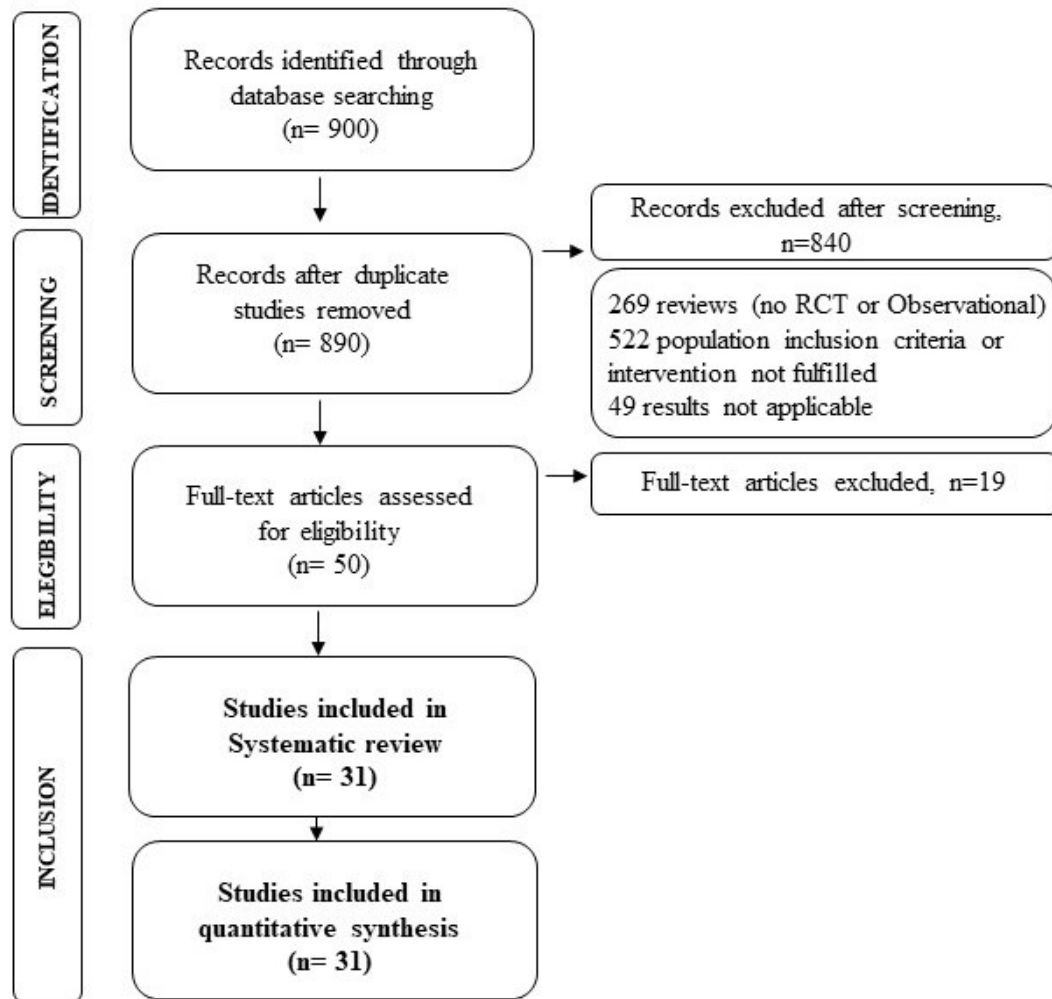 IDENTIFICATION
Records identified through
database searching
(n= 900)
SCREENING
Records after duplicate
studies removed
(n= 890)
Records excluded after screening,
n=840
269 reviews (no RCT or Observational)
522 population inclusion criteria or
intervention not fulfilled
49 results not applicable
ELEGIBILITY
Full-text articles assessed
for eligibility
(n= 50)
Full-text articles excluded, n=19
INCLUSION
Studies included in
Systematic review
(n= 31)
Studies included in
quantitative synthesis
(n= 31)